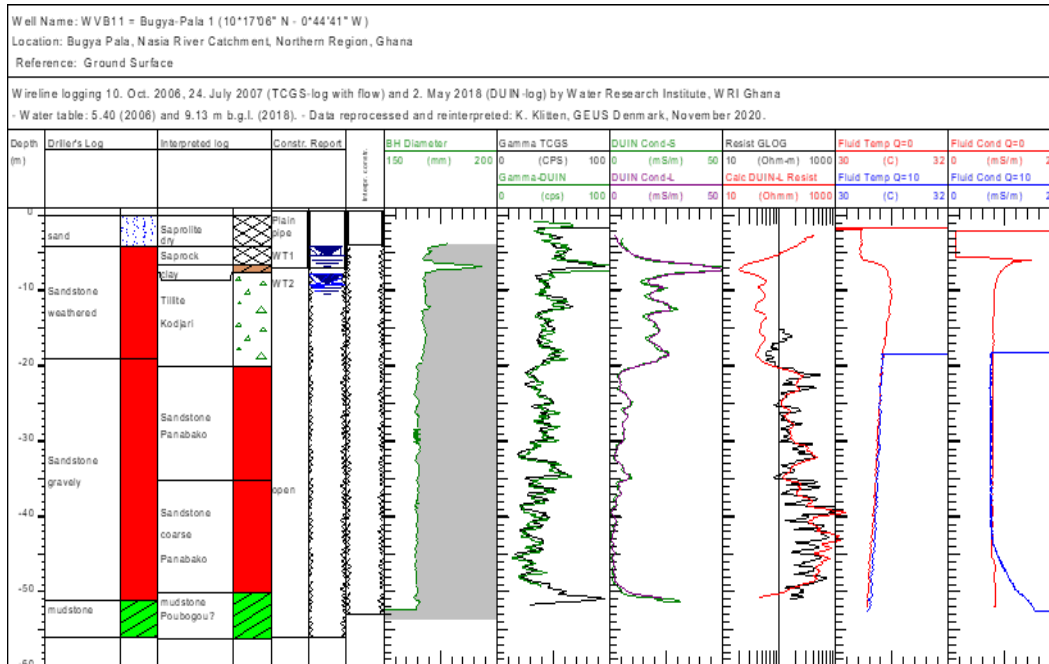 Well Name: WVB11 = Bugya-Pala 1 (10*17'06" N - 0*44'41" W)
Location: Bugya Pala, Nasia River Catchment, Northern Region, Ghana
Reference: Ground Surface
Wireline logging 10. Oct. 2006, 24. July 2007 (TCGS-log with flow) and 2. May 2018 (DUIN-log) by Water Research Institute, WRI Ghana
- Water table: 5.40 (2006) and 9.13 m b.g.l. (2018). - Data reprocessed and reinterpreted: K. Klitten, GEUS Denmark, November 2020.
Depth Driller's Log Interpreted log Constr. Report Interpr. constr. BH Diameter Gamma TCGS DUIN Cond-S Resist GLOG Fluid Temp Q=0 Fluid Cond Q=0
(m) 150 (mm) 200 0 (CPS) 100 0 (mS/m) 50 10 (Ohm-m) 1000 30 (C) 32 0 (mS/m) 2
Gamma-DUIN DUIN Cond-L Calc DUIN-L Resist Fluid Temp Q=10 Fluid Cond Q=10
0 (cps) 100 0 (mS/m) 50 10 (Ohmm) 1000 30 (C) 32 0 (mS/m) 2
0
sand Saprolite Plain
dry pipe
Saprock WT1
clay
-10 WT2
Sandstone Tillite
weathered Kodjari
-20
Sandstone
Panabako
-30
Sandstone
gravely
open
-40
Sandstone
coarse
Panabako
-50
mudstone mudstone
Poubogou?
-60